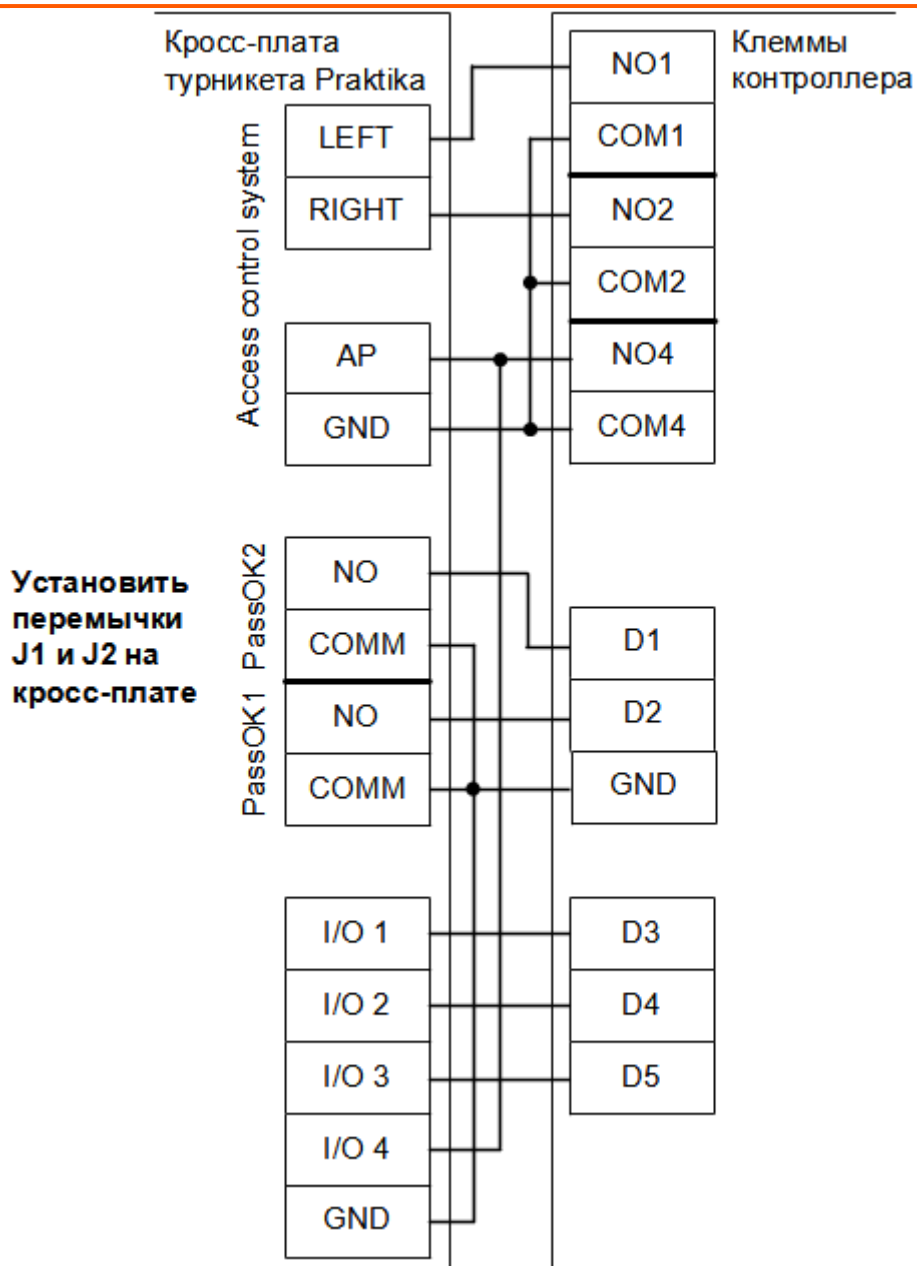 Кросс-плата
турникета Praktika
Клеммы
контроллера
Access control system
LEFT
RIGHT
AP
GND
NO1
COM1
NO2
COM2
NO4
COM4
Установить
перемычки
J1 и J2 на
кросс-плате
PassOK2
NO
COMM
PassOK1
NO
COMM
D1
D2
GND
I/O 1
I/O 2
I/O 3
I/O 4
GND
D3
D4
D5